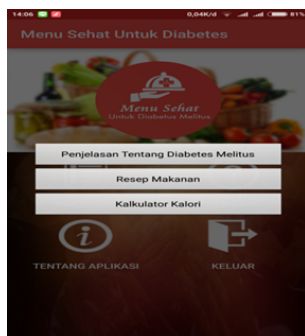 14:06 0,04K/d 81%
Menu Sehat Untuk Diabetes
Menu Sehat
Untuk Diabetus Melitus
Penjelasan Tentang Diabetes Melitus
Resep Makanan
Kalkulator Kalori
TENTANG APLIKASI KELUAR